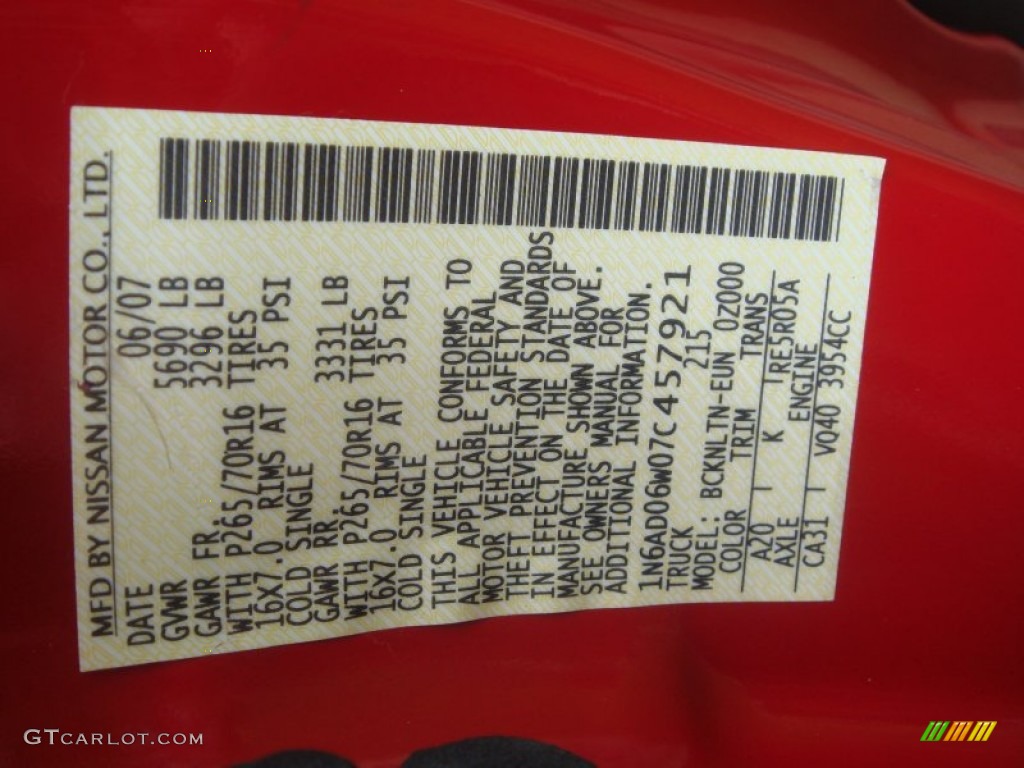 MFD BY NISSAN MOTOR CO., LTD.
DATE 06/07
GVWR 5690 LB
GAWR FR. 3296 LB
WITH P265/70R16 TIRES
16X7.0 RIMS AT 35 PSI
COLD SINGLE
GAWR RR. 3331 LB
WITH P265/70R16 TIRES
16X7.0 RIMS AT 35 PSI
COLD SINGLE
THIS VEHICLE CONFORMS TO
ALL APPLICABLE FEDERAL
MOTOR VEHICLE SAFETY AND
THEFT PREVENTION STANDARDS
IN EFFECT ON THE DATE OF
MANUFACTURE SHOWN ABOVE.
SEE OWNERS MANUAL FOR
ADDITIONAL INFORMATION.
1N6AD06W07C457921
TRUCK 215
MODEL: BCKNLTN-EUN 0Z000
COLOR TRIM TRANS
A20 K RE5R05A
AXLE ENGINE
CA31 VQ40 3954CC
GTCARLOT.COM